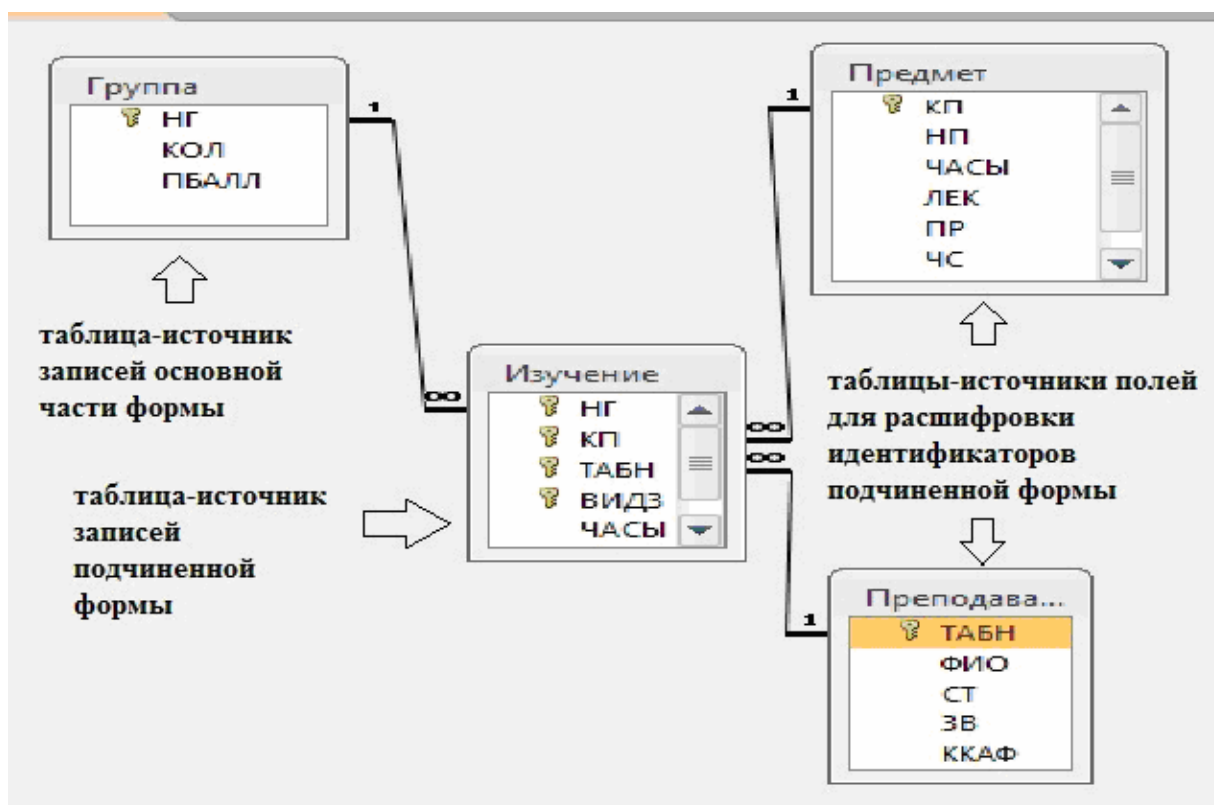 Группа
НГ
КОЛ
ПБАЛЛ
1
таблица-источник
записей основной
части формы
Предмет
КП
НП
ЧАСЫ
ЛЕК
ПР
ЧС
1
таблицы-источники полей
для расшифровки
идентификаторов
подчиненной формы
Изучение
НГ
КП
ТАБН
ВИДЗ
ЧАСЫ
∞
∞
∞
таблица-источник
записей
подчиненной
формы
Преподава...
ТАБН
ФИО
СТ
ЗВ
ККАФ
1